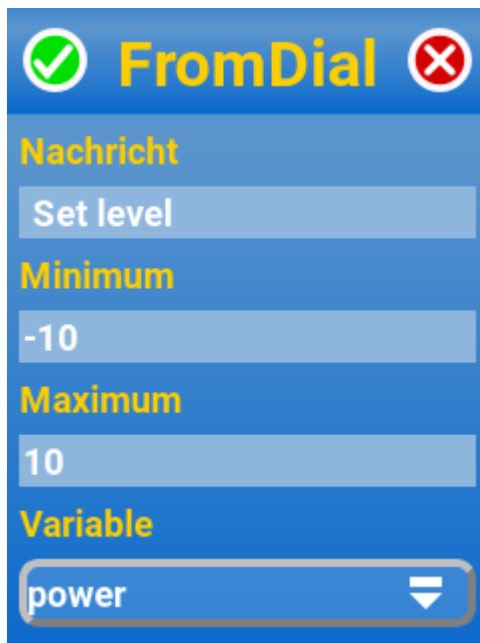 FromDial
Nachricht
Set level
Minimum
-10
Maximum
10
Variable
power